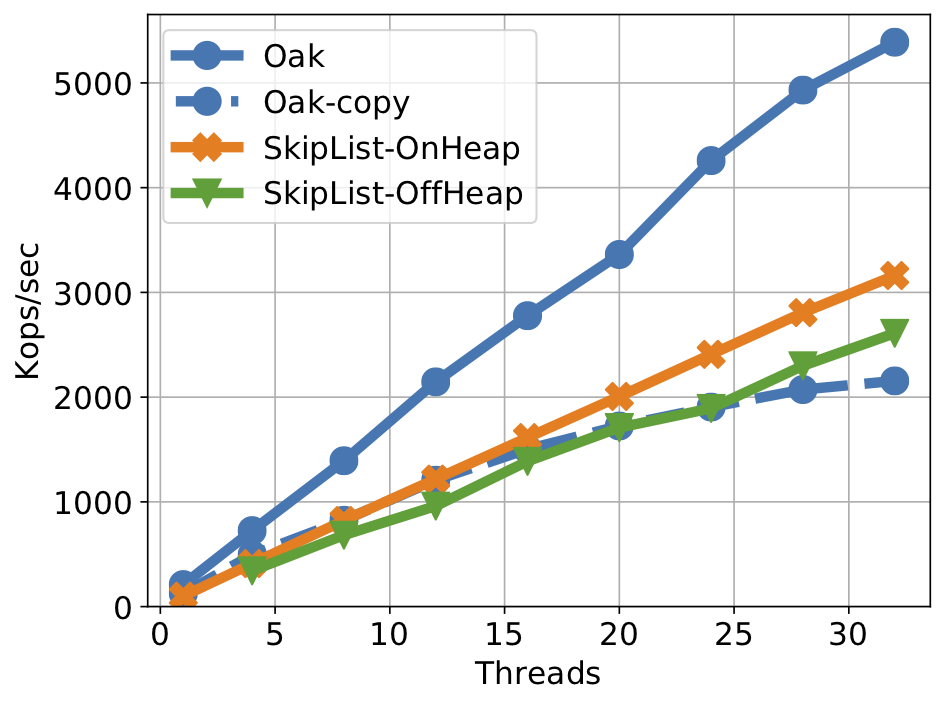 Oak
Oak-copy
SkipList-OnHeap
SkipList-OffHeap
5000
4000
3000
2000
1000
0
Kops/sec
0 5 10 15 20 25 30
Threads